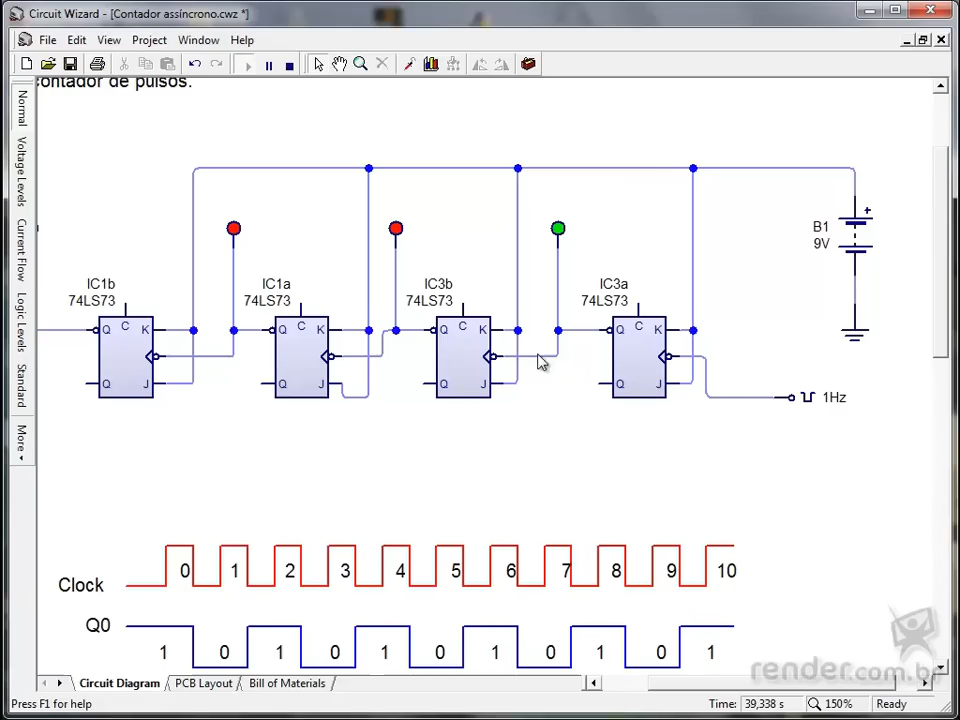 Circuit Wizard - [Contador assíncrono.cwz *]
File Edit View Project Window Help
contador de pulsos.
Normal
Voltage Levels
Current Flow
Logic Levels
Standard
More
B1
9V
+
IC1b
74LS73
IC1a
74LS73
IC3b
74LS73
IC3a
74LS73
Q C K
Q J
Q C K
Q J
Q C K
Q J
Q C K
Q J
1Hz
Clock 0 1 2 3 4 5 6 7 8 9 10
Q0
1 0 1 0 1 0 1 0 1 0 1
render.com.br
Circuit Diagram PCB Layout Bill of Materials
Press F1 for help Time: 39,338 s 150% Ready